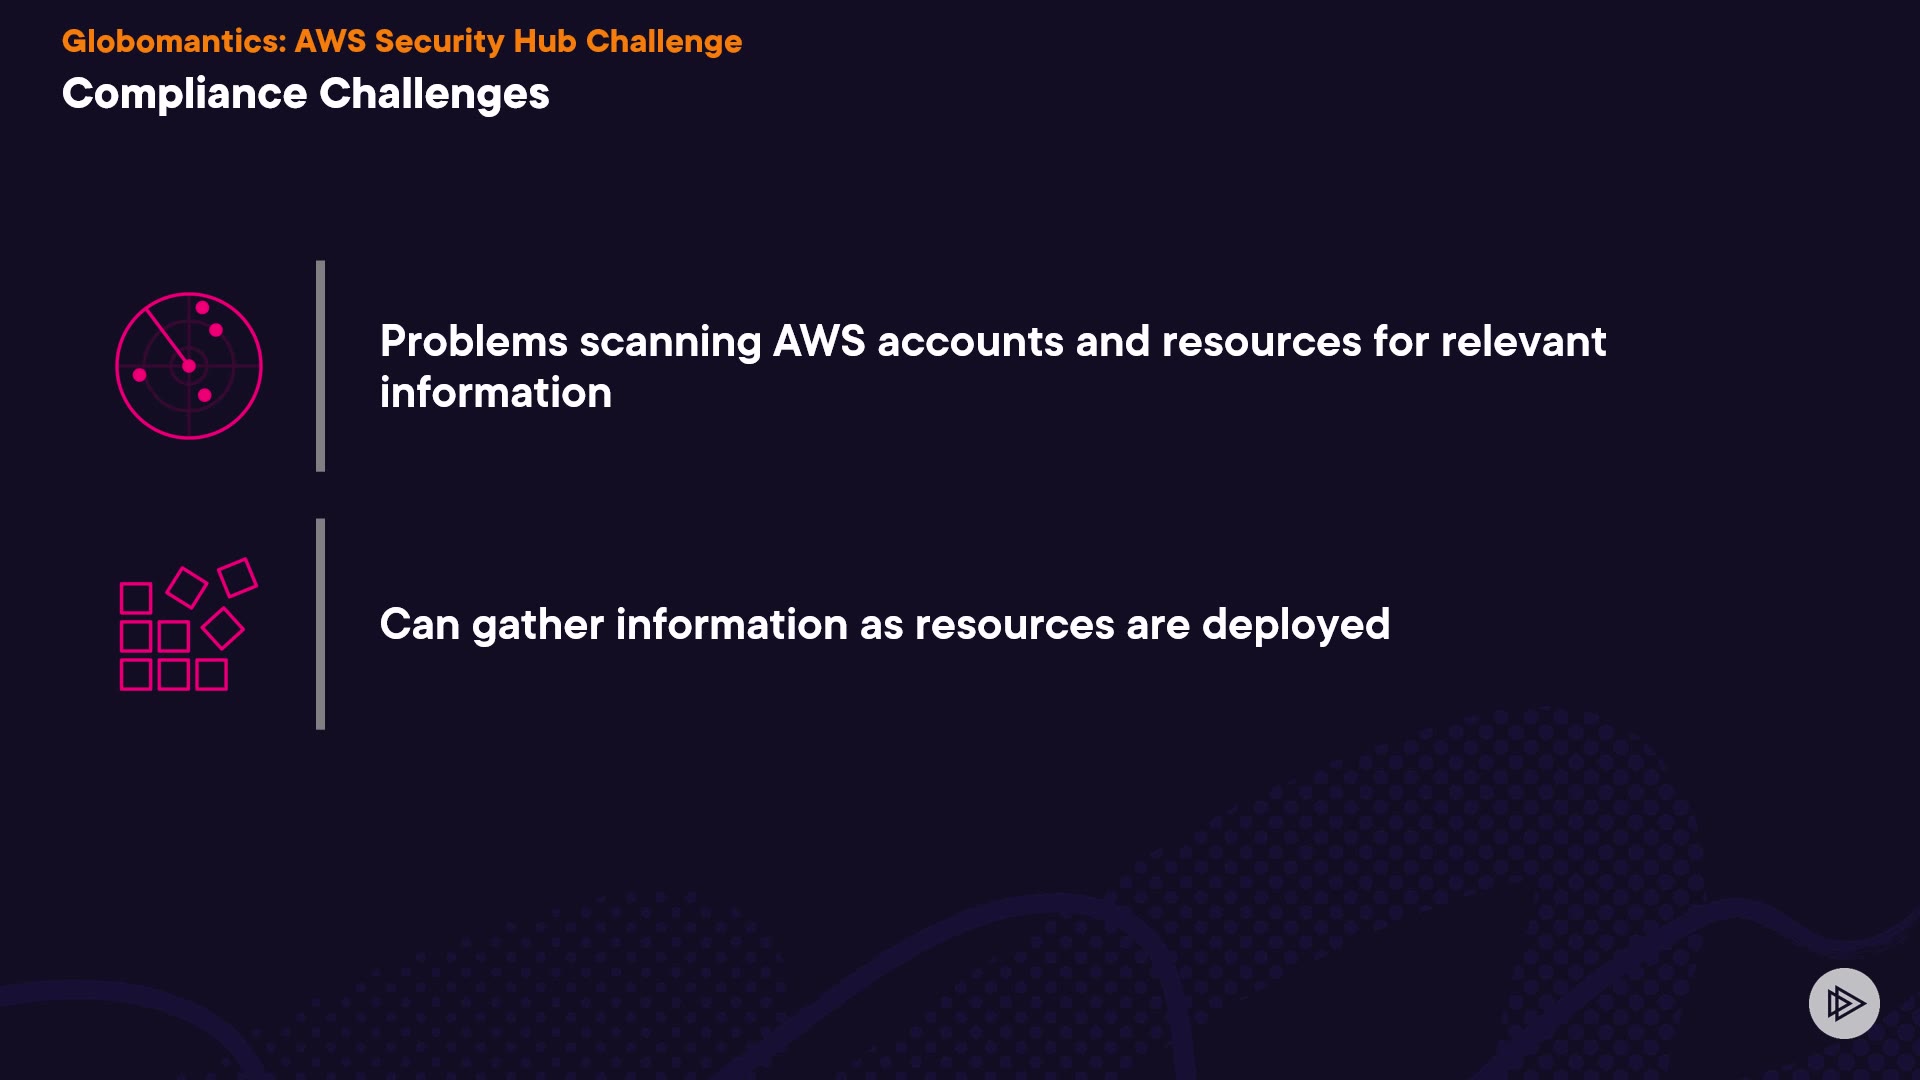 Globomantics: AWS Security Hub Challenge
Compliance Challenges
Problems scanning AWS accounts and resources for relevant
information
Can gather information as resources are deployed